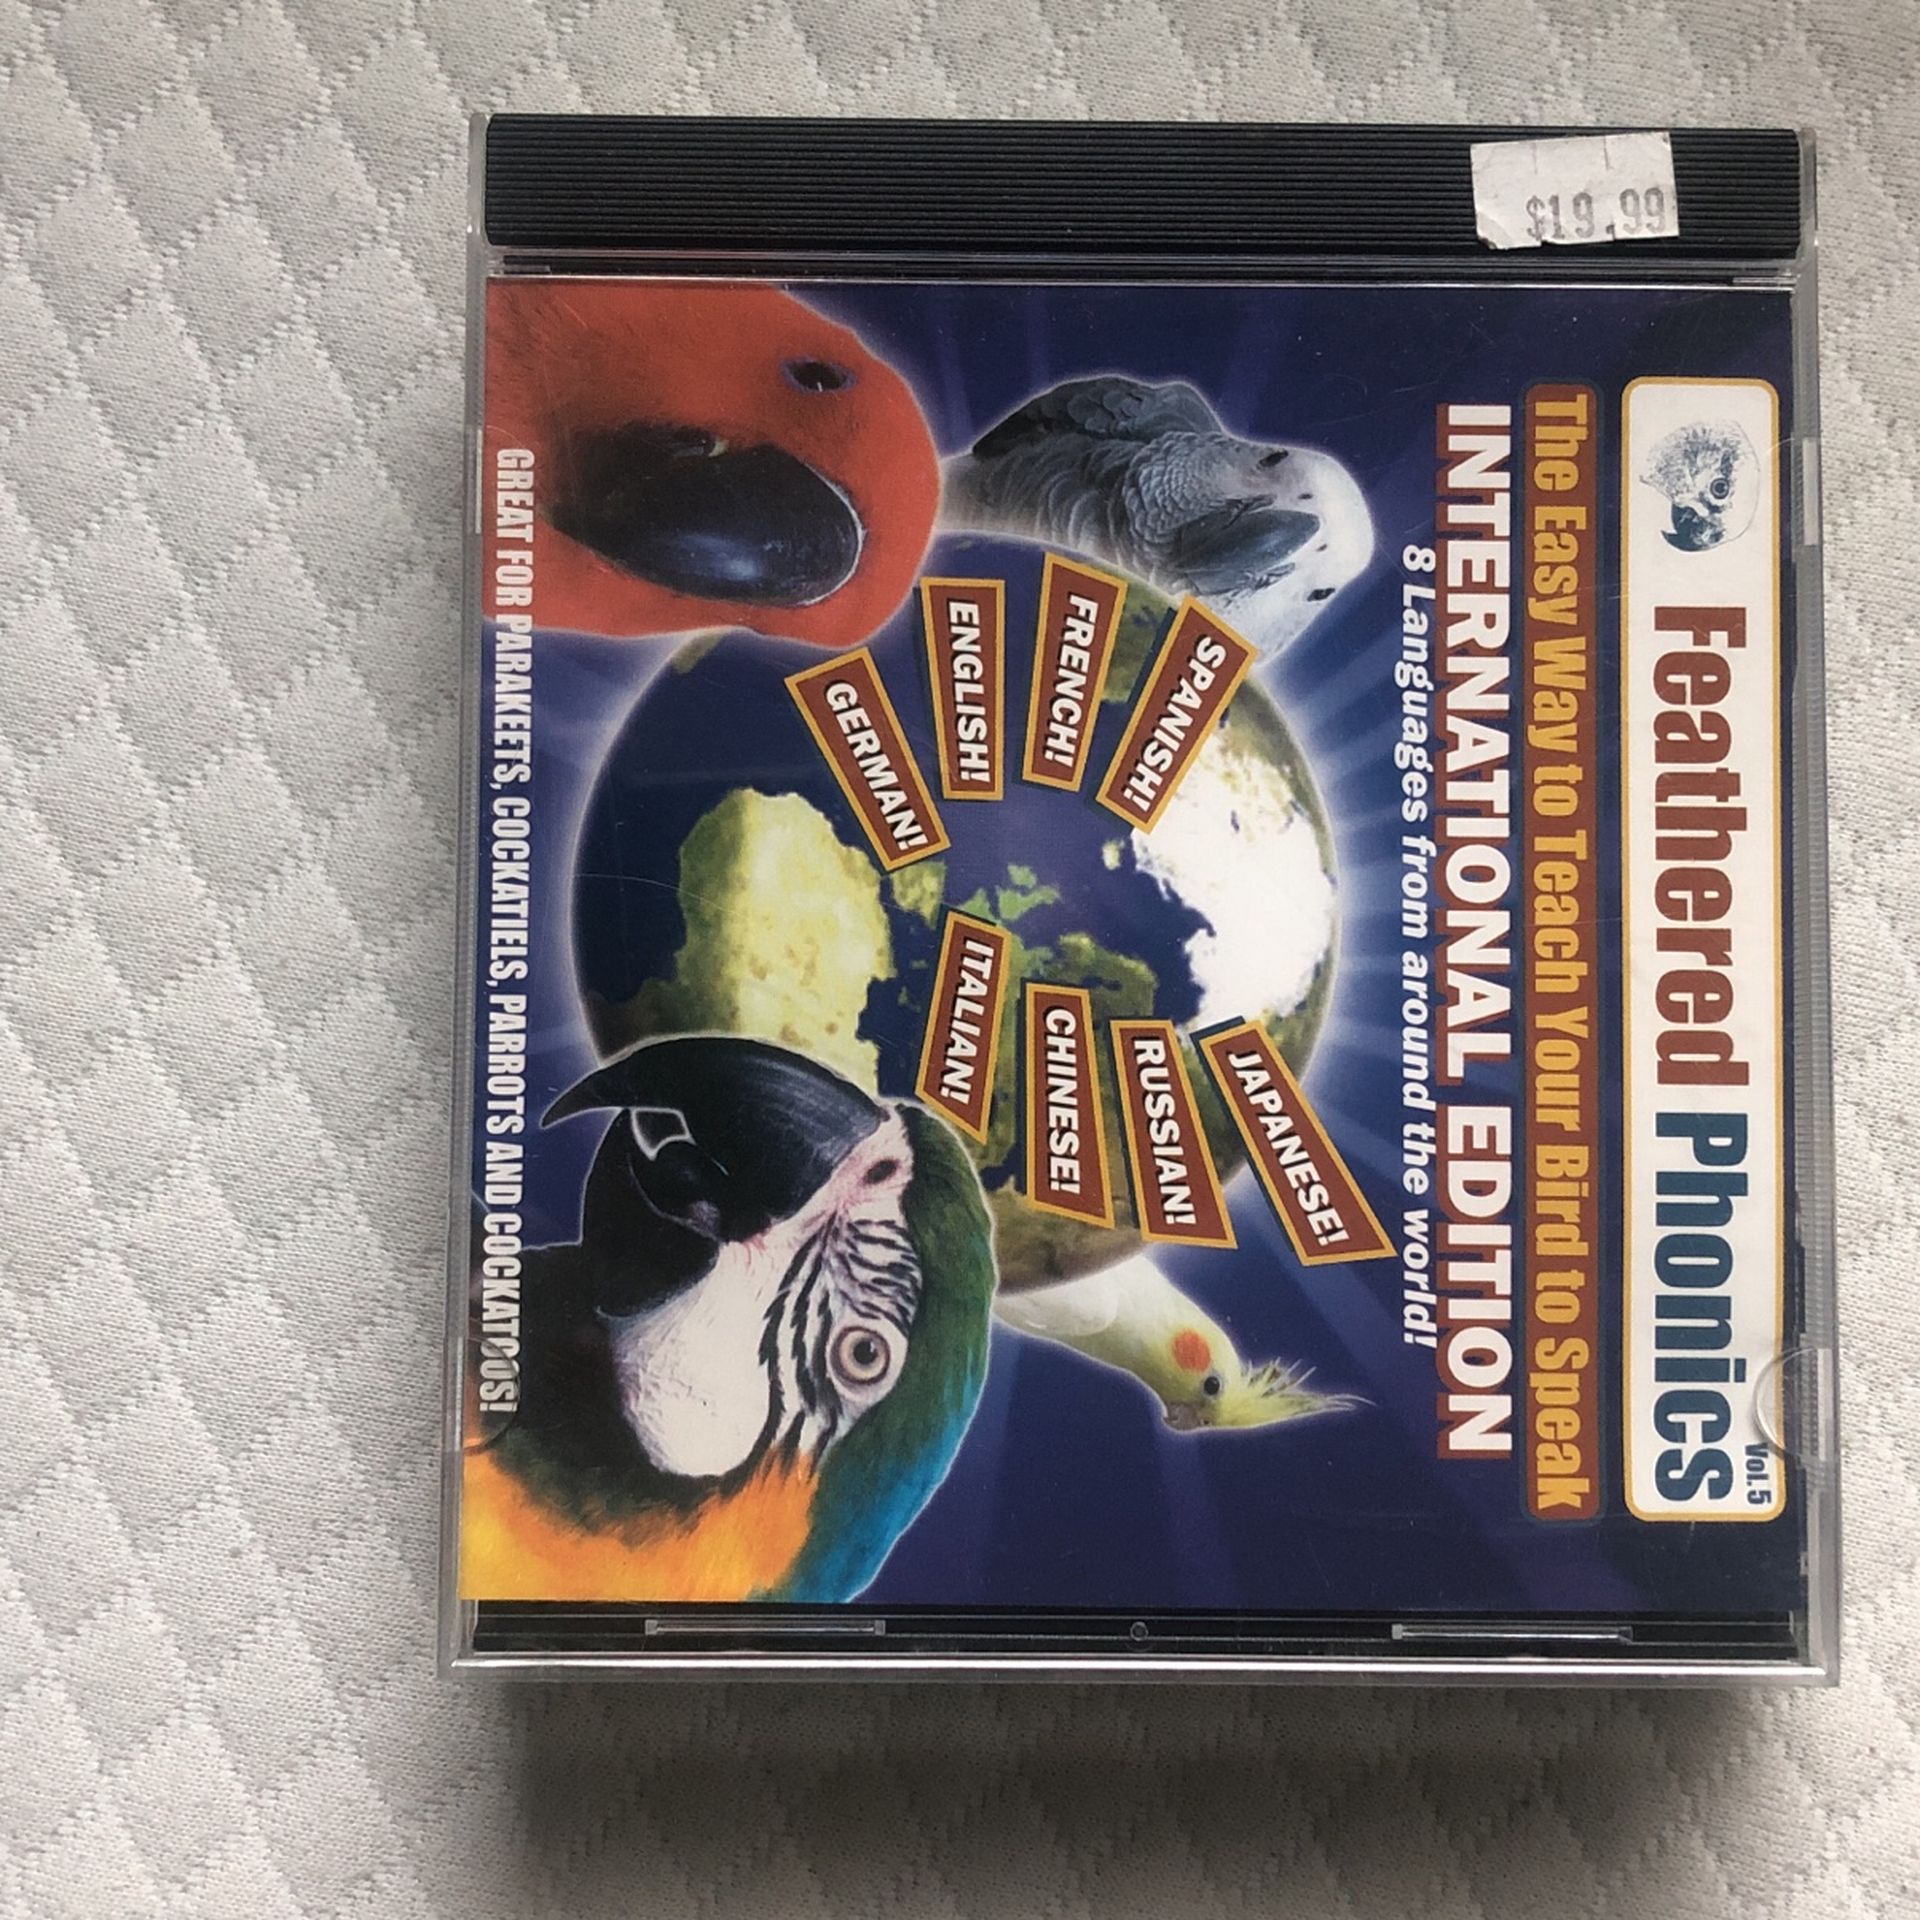 $19.99
Feathered Phonics
Vol.5
The Easy Way to Teach Your Bird to Speak
INTERNATIONAL EDITION
8 Languages from around the world!
SPANISH!
FRENCH!
ENGLISH!
GERMAN!
JAPANESE!
RUSSIAN!
CHINESE!
ITALIAN!
GREAT FOR PARAKEETS, COCKATIELS, PARROTS AND COCKATOOS!